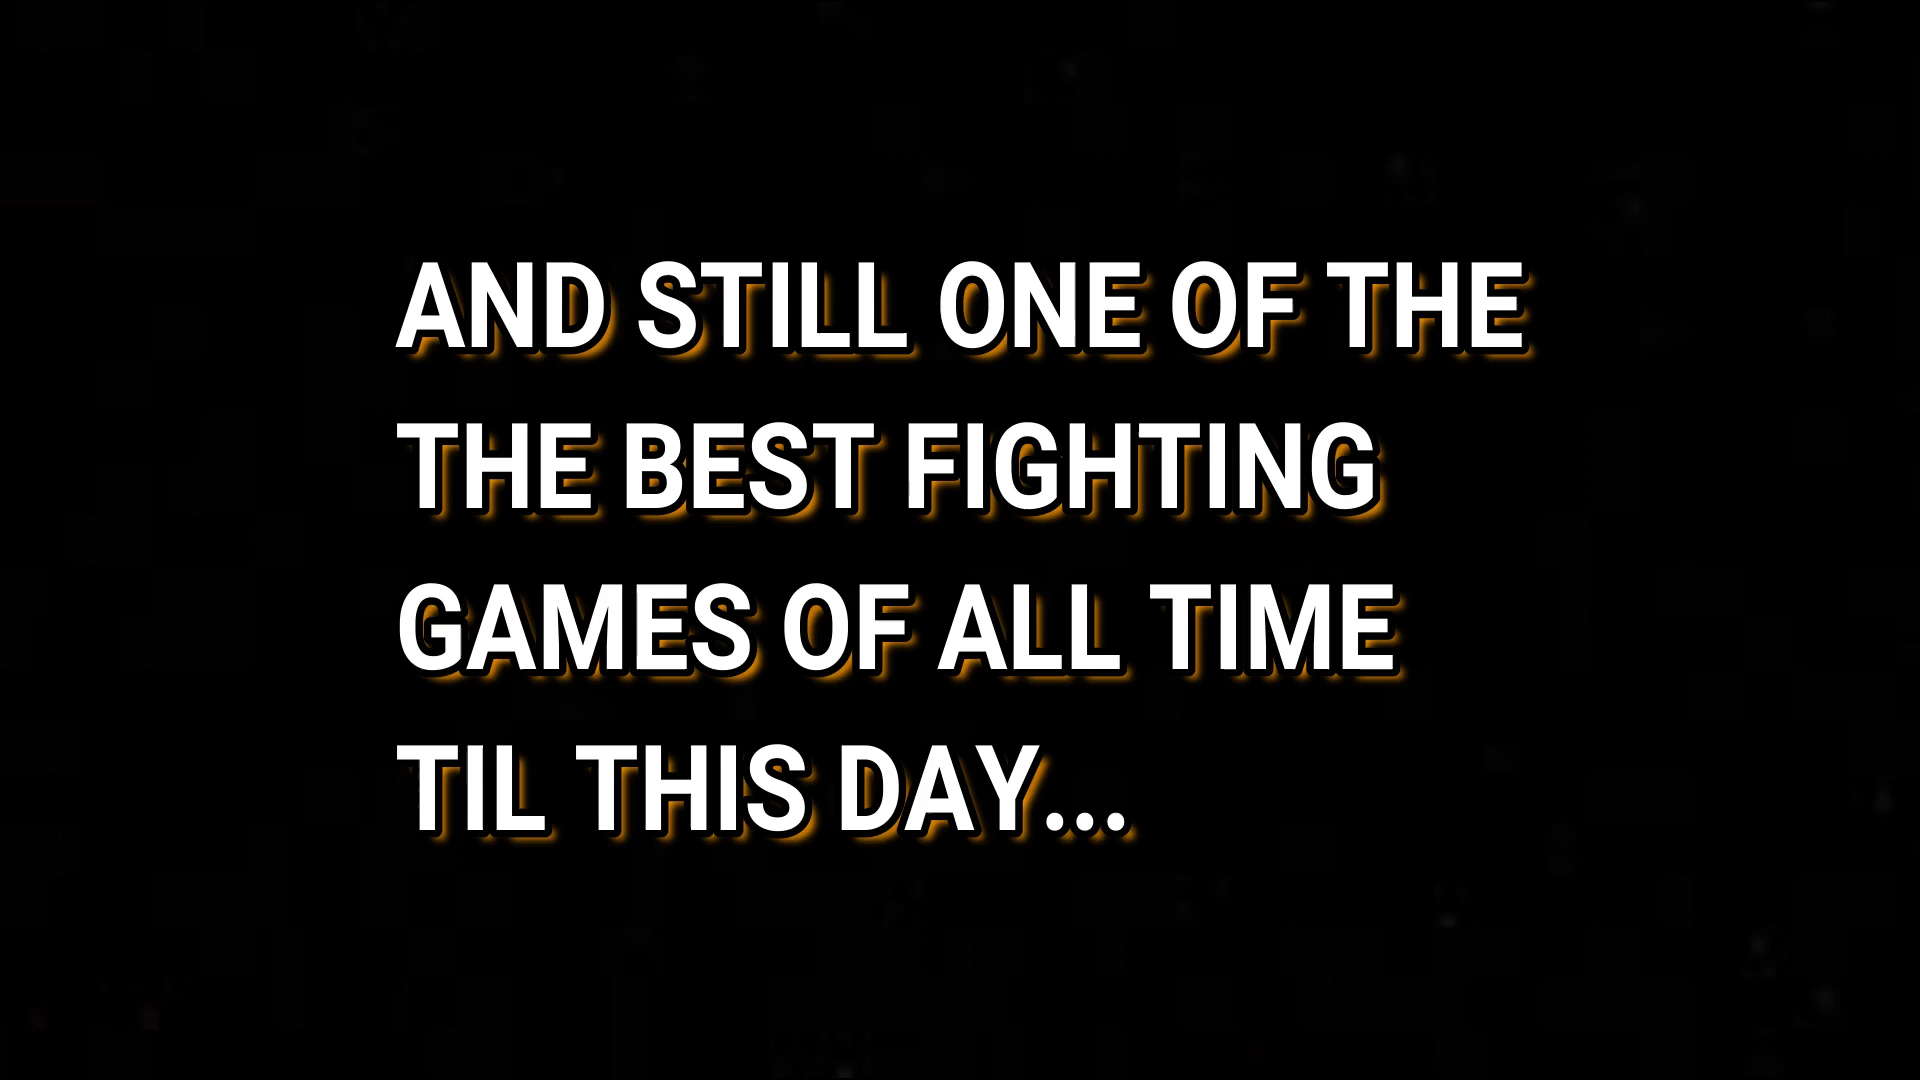 AND STILL ONE OF THE
THE BEST FIGHTING
GAMES OF ALL TIME
TIL THIS DAY...